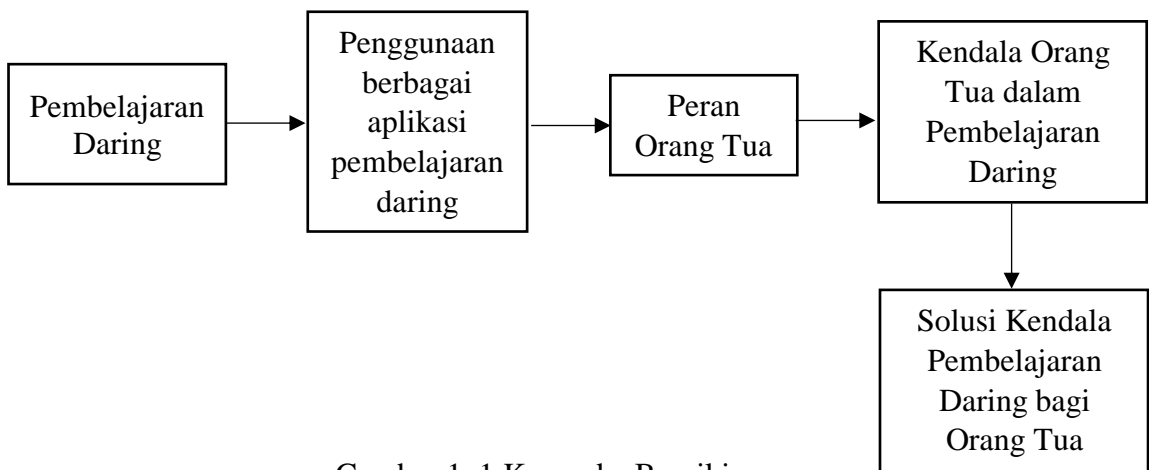 Pembelajaran
Daring
Penggunaan
berbagai
aplikasi
pembelajaran
daring
Peran
Orang Tua
Kendala Orang
Tua dalam
Pembelajaran
Daring
Solusi Kendala
Pembelajaran
Daring bagi
Orang Tua